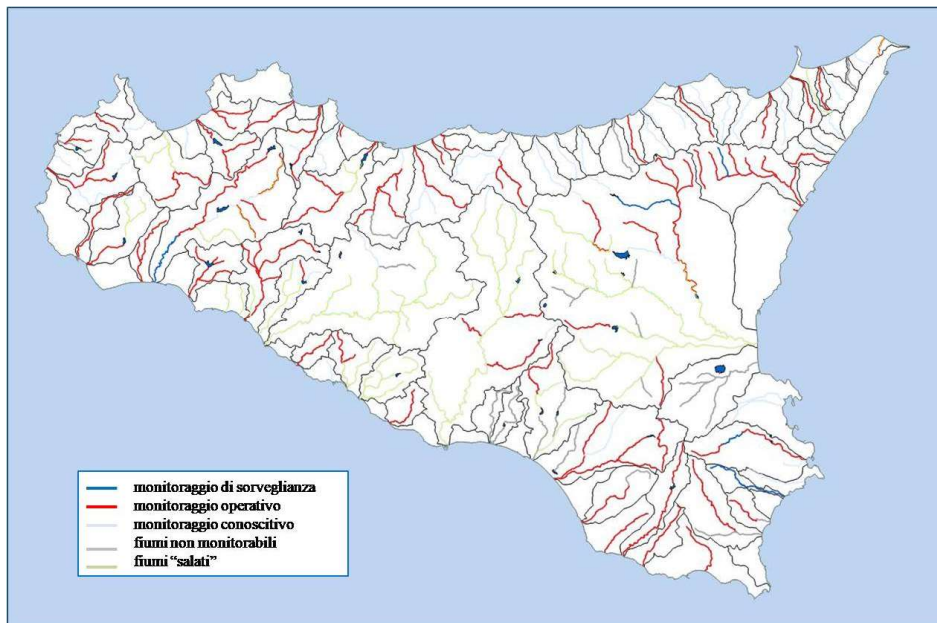 monitoraggio di sorveglianza
monitoraggio operativo
monitoraggio conoscitivo
fiumi non monitorabili
fiumi “salati”